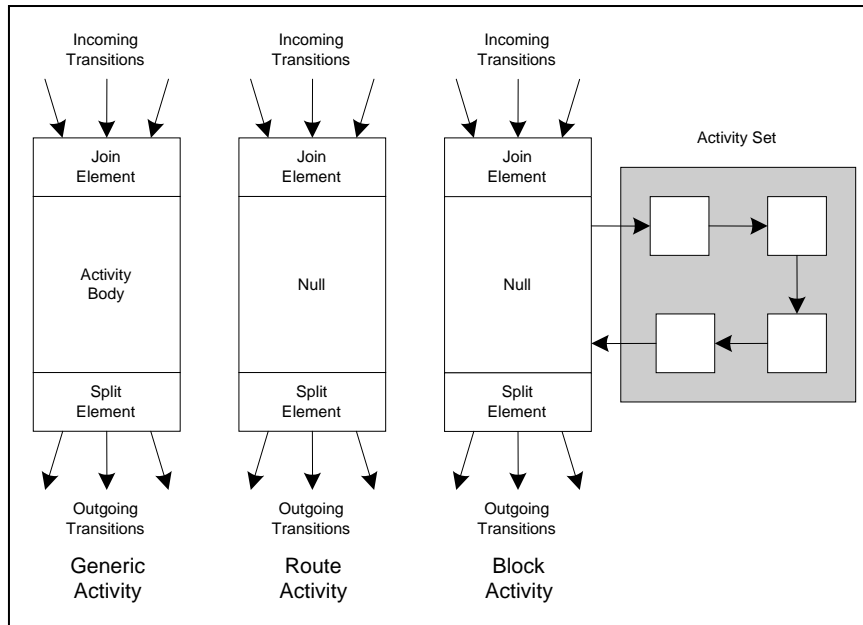 Incoming
Transitions
Incoming
Transitions
Incoming
Transitions
Join
Element
Join
Element
Join
Element
Activity Set
Activity
Body
Null
Null
Split
Element
Split
Element
Split
Element
Outgoing
Transitions
Outgoing
Transitions
Outgoing
Transitions
Generic
Activity
Route
Activity
Block
Activity